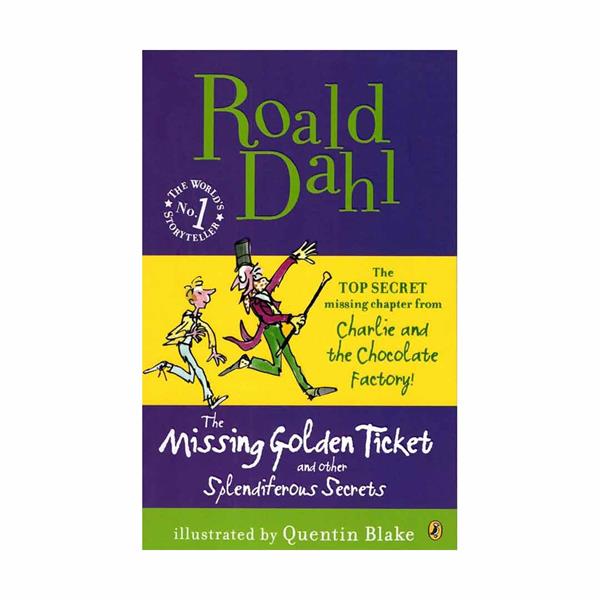 Roald
Dahl
THE WORLD'S
No.1
STORYTELLER
The
TOP SECRET
missing chapter from
Charlie and
the Chocolate
Factory!
The
Missing Golden Ticket
and other
Splendiferous Secrets
illustrated by Quentin Blake